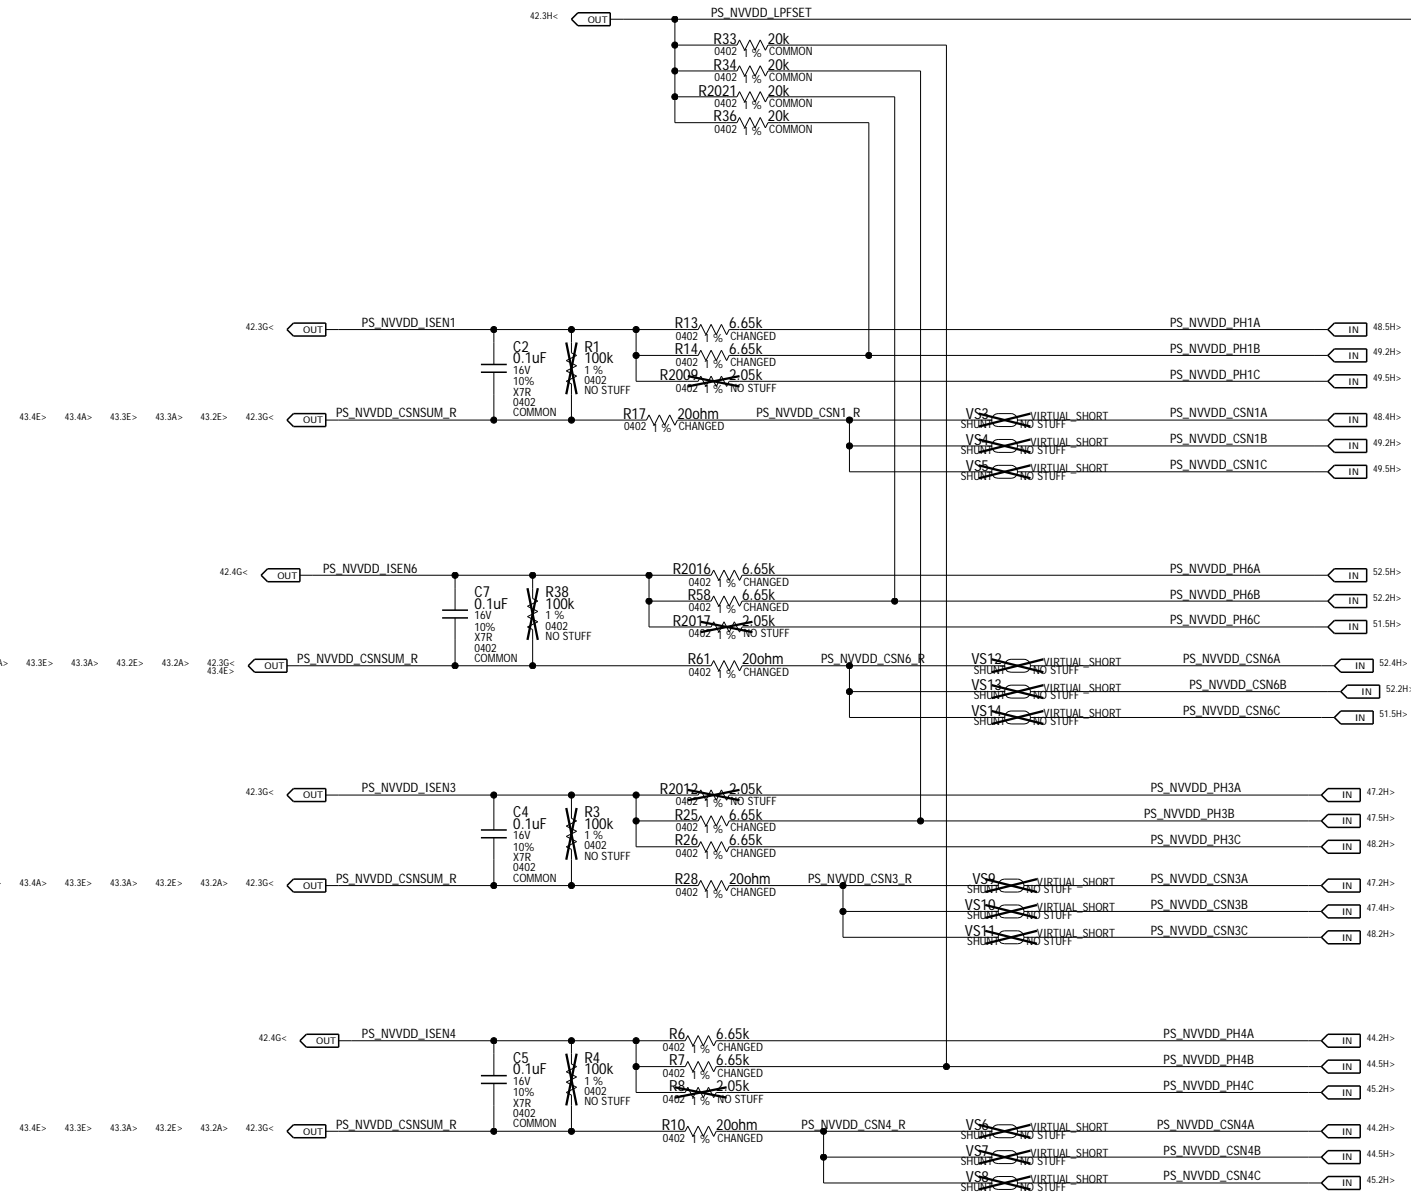 42.3H< OUT PS_NVVDD_LPFSET
R33 20k
0402 1 % COMMON
R34 20k
0402 1 % COMMON
R2021 20k
0402 1 % COMMON
R36 20k
0402 1 % COMMON
42.3G< OUT PS_NVVDD_ISEN1 R13 6.65k PS_NVVDD_PH1A IN 48.5H>
0402 1 % CHANGED
C2 R1 R14 6.65k PS_NVVDD_PH1B IN 49.2H>
0.1uF 100k 0402 1 % CHANGED
16V 1 % R2009 2.05k PS_NVVDD_PH1C IN 49.5H>
10% 0402 0402 1 % NO STUFF
X7R NO STUFF
0402
COMMON
43.4E> 43.4A> 43.3E> 43.3A> 43.2E> 42.3G< OUT PS_NVVDD_CSNSUM_R R17 20ohm PS_NVVDD_CSN1_R VS3 VIRTUAL_SHORT PS_NVVDD_CSN1A IN 48.4H>
0402 1 % CHANGED SHUNT NO STUFF
VS4 VIRTUAL_SHORT PS_NVVDD_CSN1B IN 49.2H>
SHUNT NO STUFF
VS5 VIRTUAL_SHORT PS_NVVDD_CSN1C IN 49.5H>
SHUNT NO STUFF
42.4G< OUT PS_NVVDD_ISEN6 R2016 6.65k PS_NVVDD_PH6A IN 52.5H>
0402 1 % CHANGED
C7 R38 R58 6.65k PS_NVVDD_PH6B IN 52.2H>
0.1uF 100k 0402 1 % CHANGED
16V 1 % R2017 2.05k PS_NVVDD_PH6C IN 51.5H>
10% 0402 0402 1 % NO STUFF
X7R NO STUFF
0402
COMMON
A> 43.3E> 43.3A> 43.2E> 43.2A> 42.3G< OUT PS_NVVDD_CSNSUM_R R61 20ohm PS_NVVDD_CSN6_R VS12 VIRTUAL_SHORT PS_NVVDD_CSN6A IN 52.4H>
43.4E> 0402 1 % CHANGED SHUNT NO STUFF
VS13 VIRTUAL_SHORT PS_NVVDD_CSN6B IN 52.2H>
SHUNT NO STUFF
VS14 VIRTUAL_SHORT PS_NVVDD_CSN6C IN 51.5H>
SHUNT NO STUFF
42.3G< OUT PS_NVVDD_ISEN3 R2012 2.05k PS_NVVDD_PH3A IN 47.2H>
0402 1 % NO STUFF
C4 R3 R25 6.65k PS_NVVDD_PH3B IN 47.5H>
0.1uF 100k 0402 1 % CHANGED
16V 1 % R26 6.65k PS_NVVDD_PH3C IN 48.2H>
10% 0402 0402 1 % CHANGED
X7R NO STUFF
0402
COMMON
43.4A> 43.3E> 43.3A> 43.2E> 43.2A> 42.3G< OUT PS_NVVDD_CSNSUM_R R28 20ohm PS_NVVDD_CSN3_R VS9 VIRTUAL_SHORT PS_NVVDD_CSN3A IN 47.2H>
0402 1 % CHANGED SHUNT NO STUFF
VS10 VIRTUAL_SHORT PS_NVVDD_CSN3B IN 47.4H>
SHUNT NO STUFF
VS11 VIRTUAL_SHORT PS_NVVDD_CSN3C IN 48.2H>
SHUNT NO STUFF
42.4G< OUT PS_NVVDD_ISEN4 R6 6.65k PS_NVVDD_PH4A IN 44.2H>
0402 1 % CHANGED
C5 R4 R7 6.65k PS_NVVDD_PH4B IN 44.5H>
0.1uF 100k 0402 1 % CHANGED
16V 1 % R8 2.05k PS_NVVDD_PH4C IN 45.2H>
10% 0402 0402 1 % NO STUFF
X7R NO STUFF
0402
COMMON
43.4E> 43.3E> 43.3A> 43.2E> 43.2A> 42.3G< OUT PS_NVVDD_CSNSUM_R R10 20ohm PS_NVVDD_CSN4_R VS6 VIRTUAL_SHORT PS_NVVDD_CSN4A IN 44.2H>
0402 1 % CHANGED SHUNT NO STUFF
VS7 VIRTUAL_SHORT PS_NVVDD_CSN4B IN 44.5H>
SHUNT NO STUFF
VS8 VIRTUAL_SHORT PS_NVVDD_CSN4C IN 45.2H>
SHUNT NO STUFF